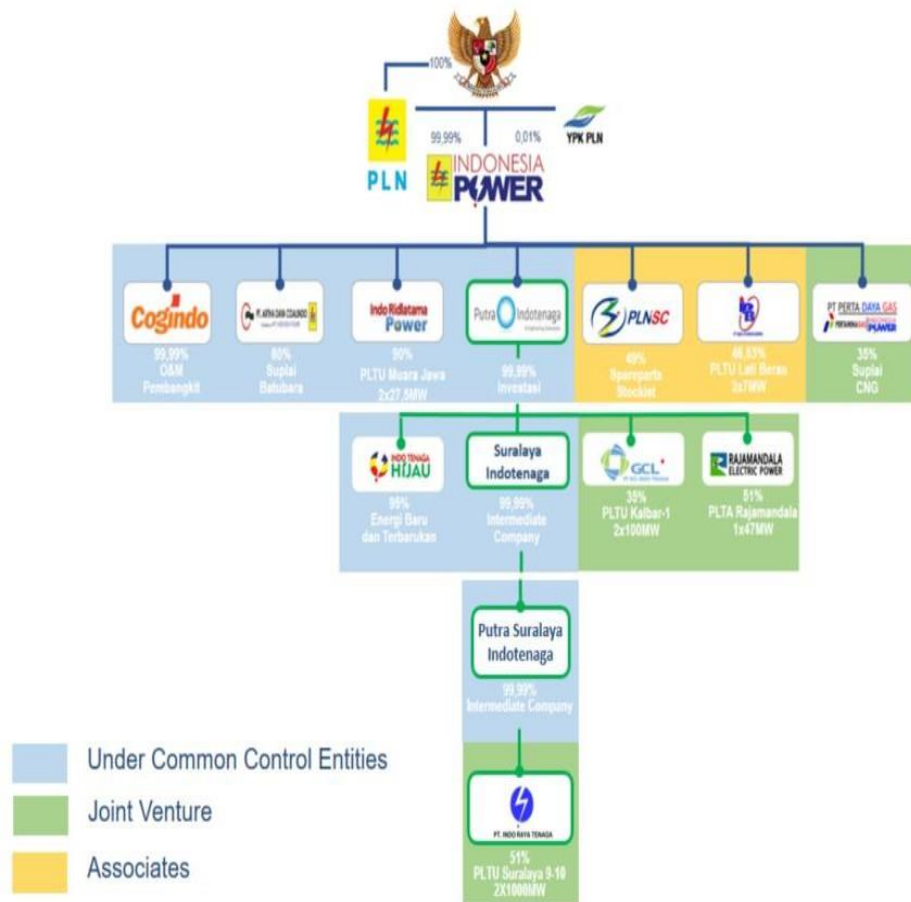 100%
99,99%
0,01%
YPK PLN
PLN
INDONESIA
POWER
Cogindo
99,99%
O&M
Pembangkit
80%
Suplai
Batubara
Indo Ridlatama
Power
90%
PLTU Muara Jawa
2x27,5MW
Putra Indotenaga
99,99%
Investasi
PLNSC
49%
Spareparts
Stockist
46,53%
PLTU Lati Berau
3x7MW
PT PERTA DAYA GAS
PERTAMINA GAS
INDONESIA
POWER
35%
Suplai
CNG
INDO TENAGA
HIJAU
95%
Energi Baru
dan Terbarukan
Suralaya
Indotenaga
99,99%
Intermediate
Company
GCL
35%
PLTU Kalbar-1
2x100MW
RAJAMANDALA
ELECTRIC POWER
51%
PLTA Rajamandala
1x47MW
Putra Suralaya
Indotenaga
99,99%
Intermediate Company
PT. INDO RAYA TENAGA
51%
PLTU Suralaya 9-10
2X1000MW
Under Common Control Entities
Joint Venture
Associates